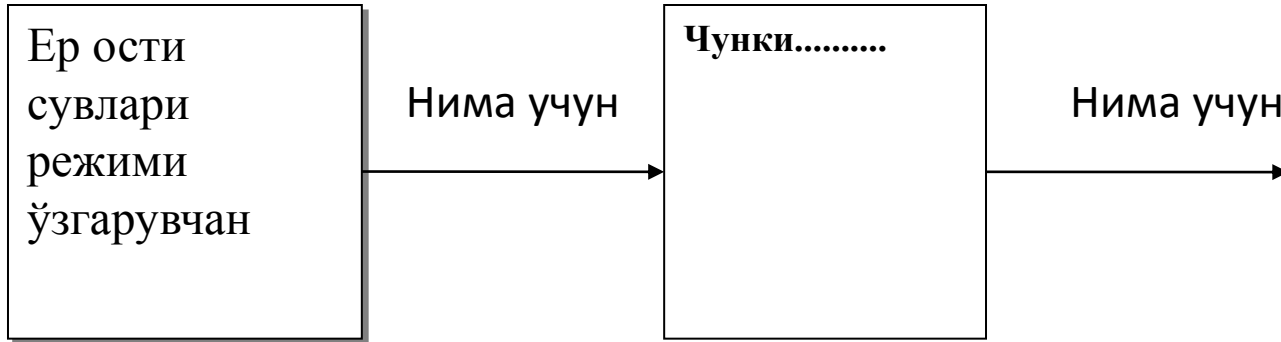 Ер ости
сувлари
режими
ўзгарувчан
Нима учун
Чунки..........
Нима учун